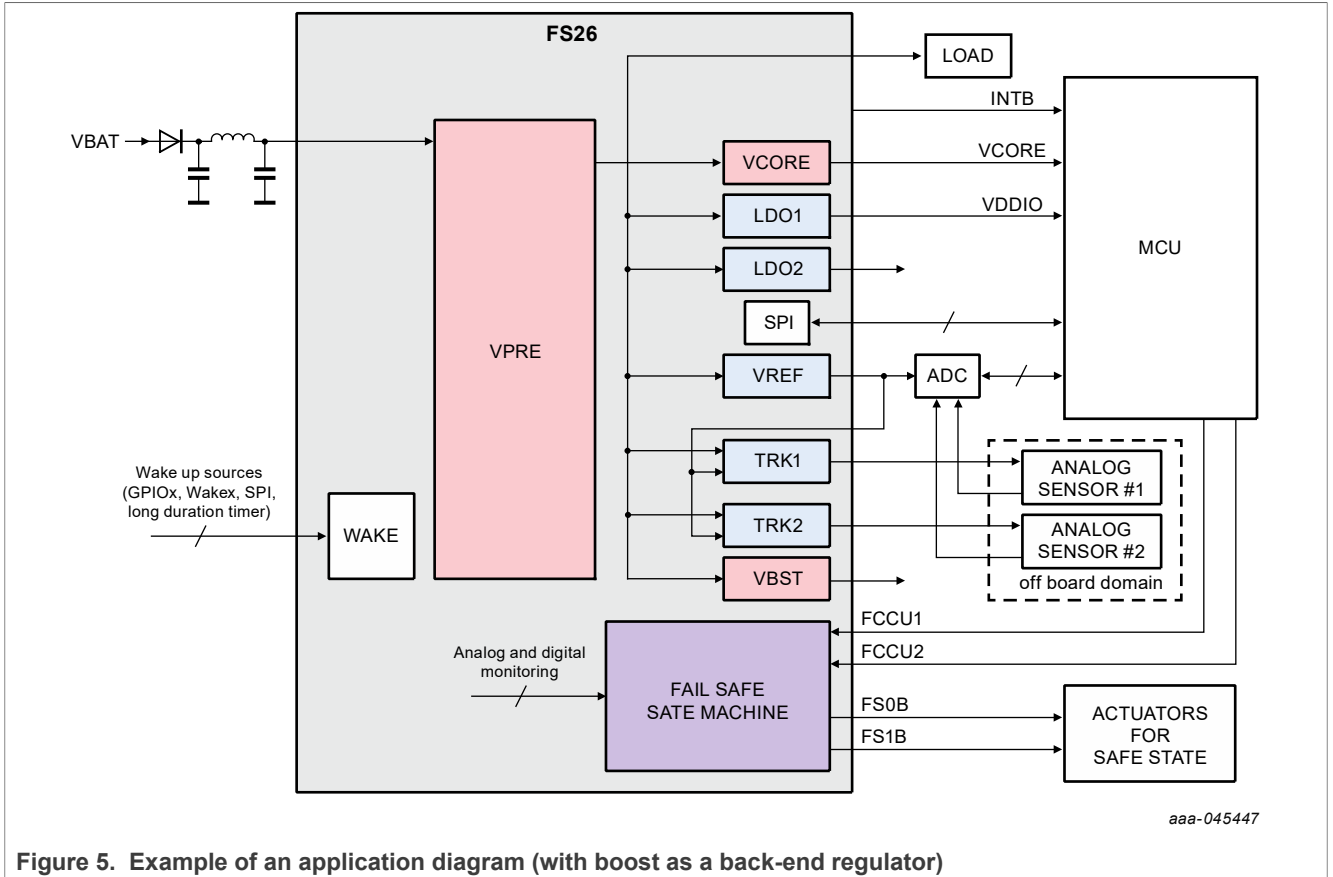 FS26
LOAD
INTB
VBAT
VCORE
VCORE
LDO1
VDDIO
MCU
LDO2
SPI
VPRE
VREF
ADC
TRK1
ANALOG
SENSOR #1
Wake up sources
(GPIOx, Wakex, SPI,
long duration timer)
WAKE
TRK2
ANALOG
SENSOR #2
VBST
off board domain
FCCU1
FCCU2
Analog and digital
monitoring
FAIL SAFE
SATE MACHINE
FS0B
FS1B
ACTUATORS
FOR
SAFE STATE
aaa-045447
Figure 5. Example of an application diagram (with boost as a back-end regulator)